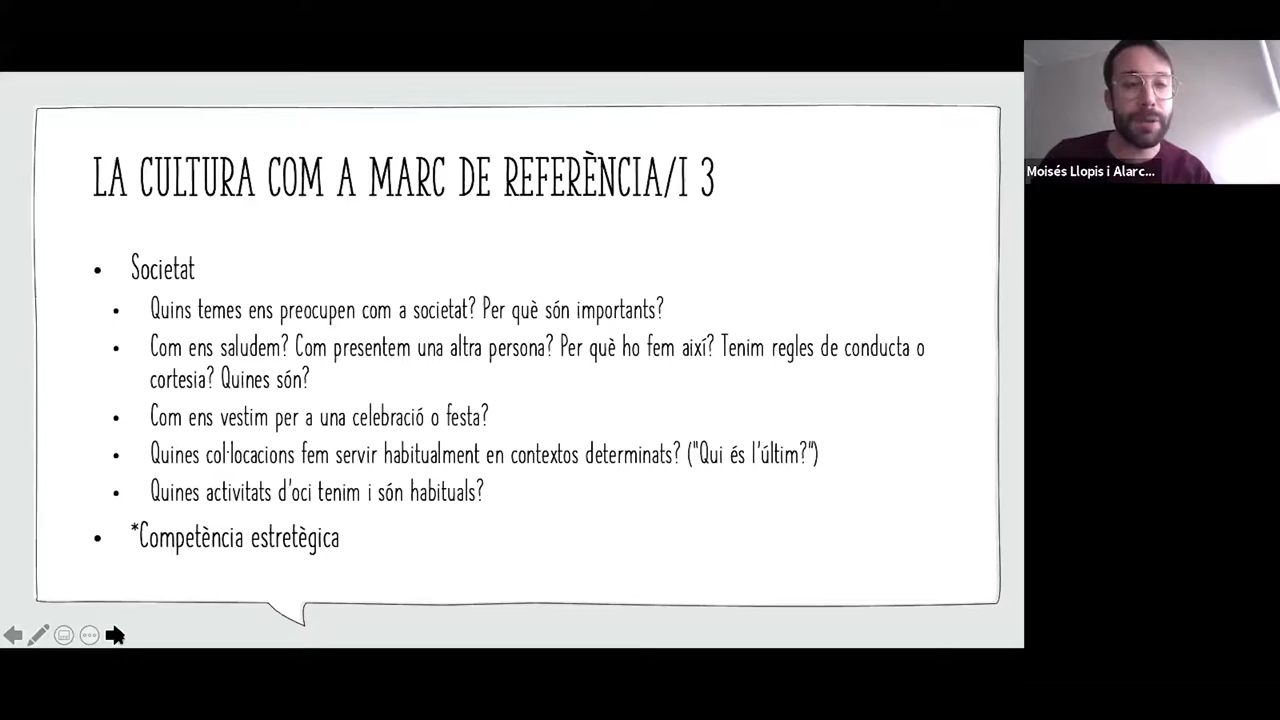 LA CULTURA COM A MARC DE REFERÈNCIA/I 3
Societat
Quins temes ens preocupen com a societat? Per què són importants?
Com ens saludem? Com presentem una altra persona? Per què ho fem així? Tenim regles de conducta o
cortesia? Quines són?
Com ens vestim per a una celebració o festa?
Quines col·locacions fem servir habitualment en contextos determinats? ("Qui és l'últim?")
Quines activitats d'oci tenim i són habituals?
*Competència estretègica
Moisés Llopis i Alarc...